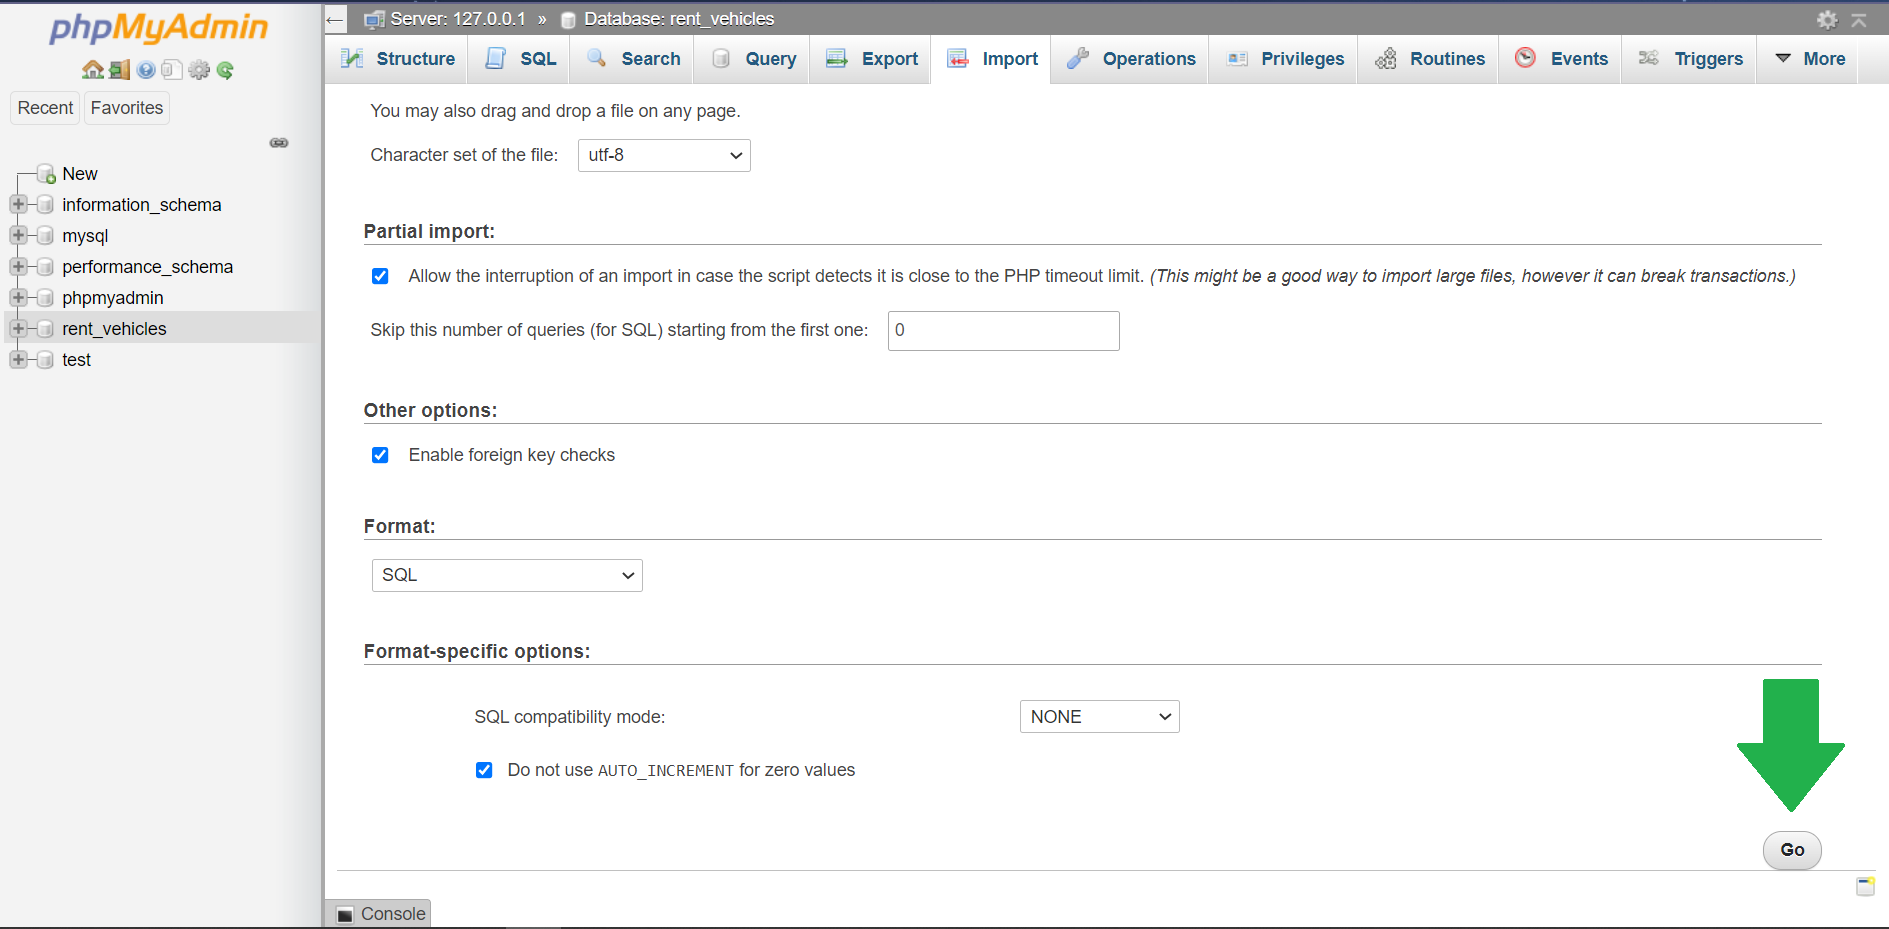 phpMyAdmin
Recent
Favorites
New
information_schema
mysql
performance_schema
phpmyadmin
rent_vehicles
test
Server: 127.0.0.1 » Database: rent_vehicles
Structure
SQL
Search
Query
Export
Import
Operations
Privileges
Routines
Events
Triggers
More
You may also drag and drop a file on any page.
Character set of the file: utf-8
Partial import:
Allow the interruption of an import in case the script detects it is close to the PHP timeout limit. (This might be a good way to import large files, however it can break transactions.)
Skip this number of queries (for SQL) starting from the first one: 0
Other options:
Enable foreign key checks
Format:
SQL
Format-specific options:
SQL compatibility mode: NONE
Do not use AUTO_INCREMENT for zero values
Go
Console